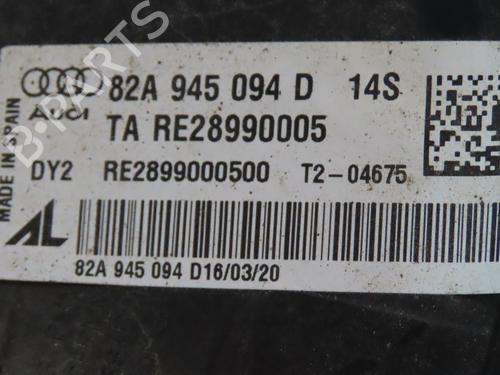 MADE IN SPAIN
Audi 82A 945 094 D 14S
TA RE28990005
DY2 RE2899000500 T2-04675
AL
82A 945 094 D16/03/20
B-Parts